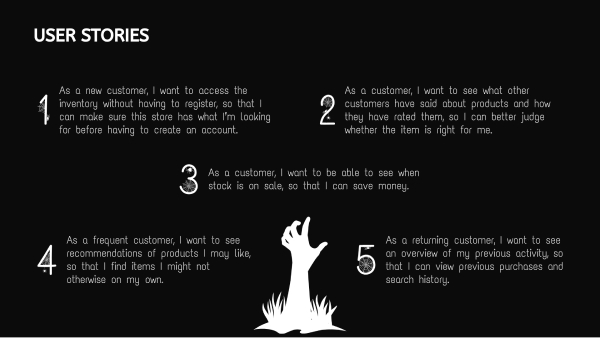 USER STORIES
1
As a new customer, I want to access the
inventory without having to register, so that I
can make sure this store has what I'm looking
for before having to create an account.
2
As a customer, I want to see what other
customers have said about products and how
they have rated them, so I can better judge
whether the item is right for me.
3
As a customer, I want to be able to see when
stock is on sale, so that I can save money.
4
As a frequent customer, I want to see
recommendations of products I may like,
so that I find items I might not
otherwise on my own.
5
As a returning customer, I want to see
an overview of my previous activity, so
that I can view previous purchases and
search history.